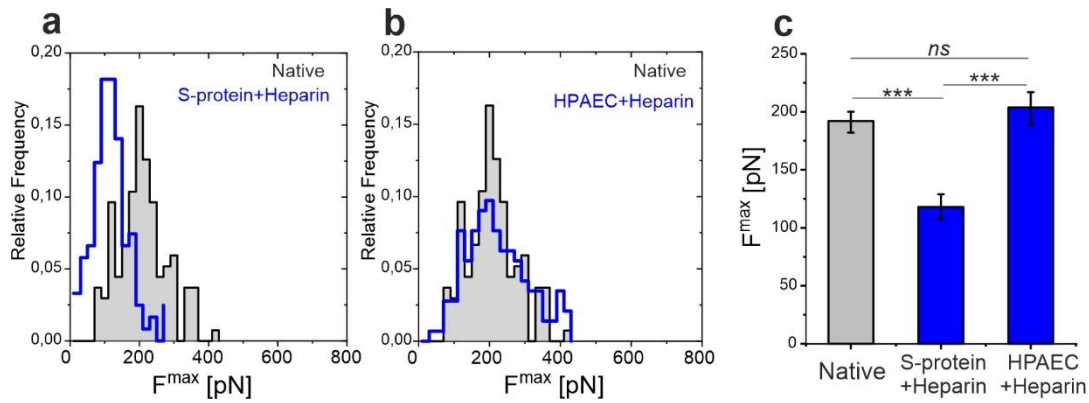 a
0,20
0,15
0,10
0,05
0,00
Relative Frequency
Native
S-protein+Heparin
0 200 400 600 800
F^max [pN]
b
0,20
0,15
0,10
0,05
0,00
Relative Frequency
Native
HPAEC+Heparin
0 200 400 600 800
F^max [pN]
c
250
200
150
100
50
0
F^max [pN]
ns
*** ***
Native S-protein HPAEC
+Heparin +Heparin